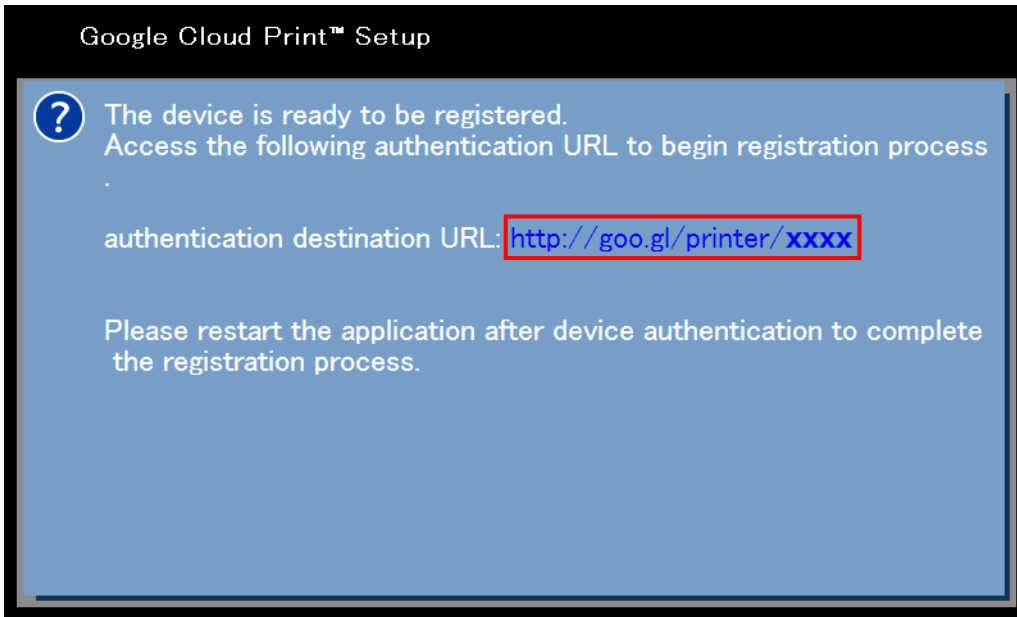 Google Cloud Print™ Setup
?
The device is ready to be registered.
Access the following authentication URL to begin registration process
.
authentication destination URL: http://goo.gl/printer/xxxx
Please restart the application after device authentication to complete
the registration process.